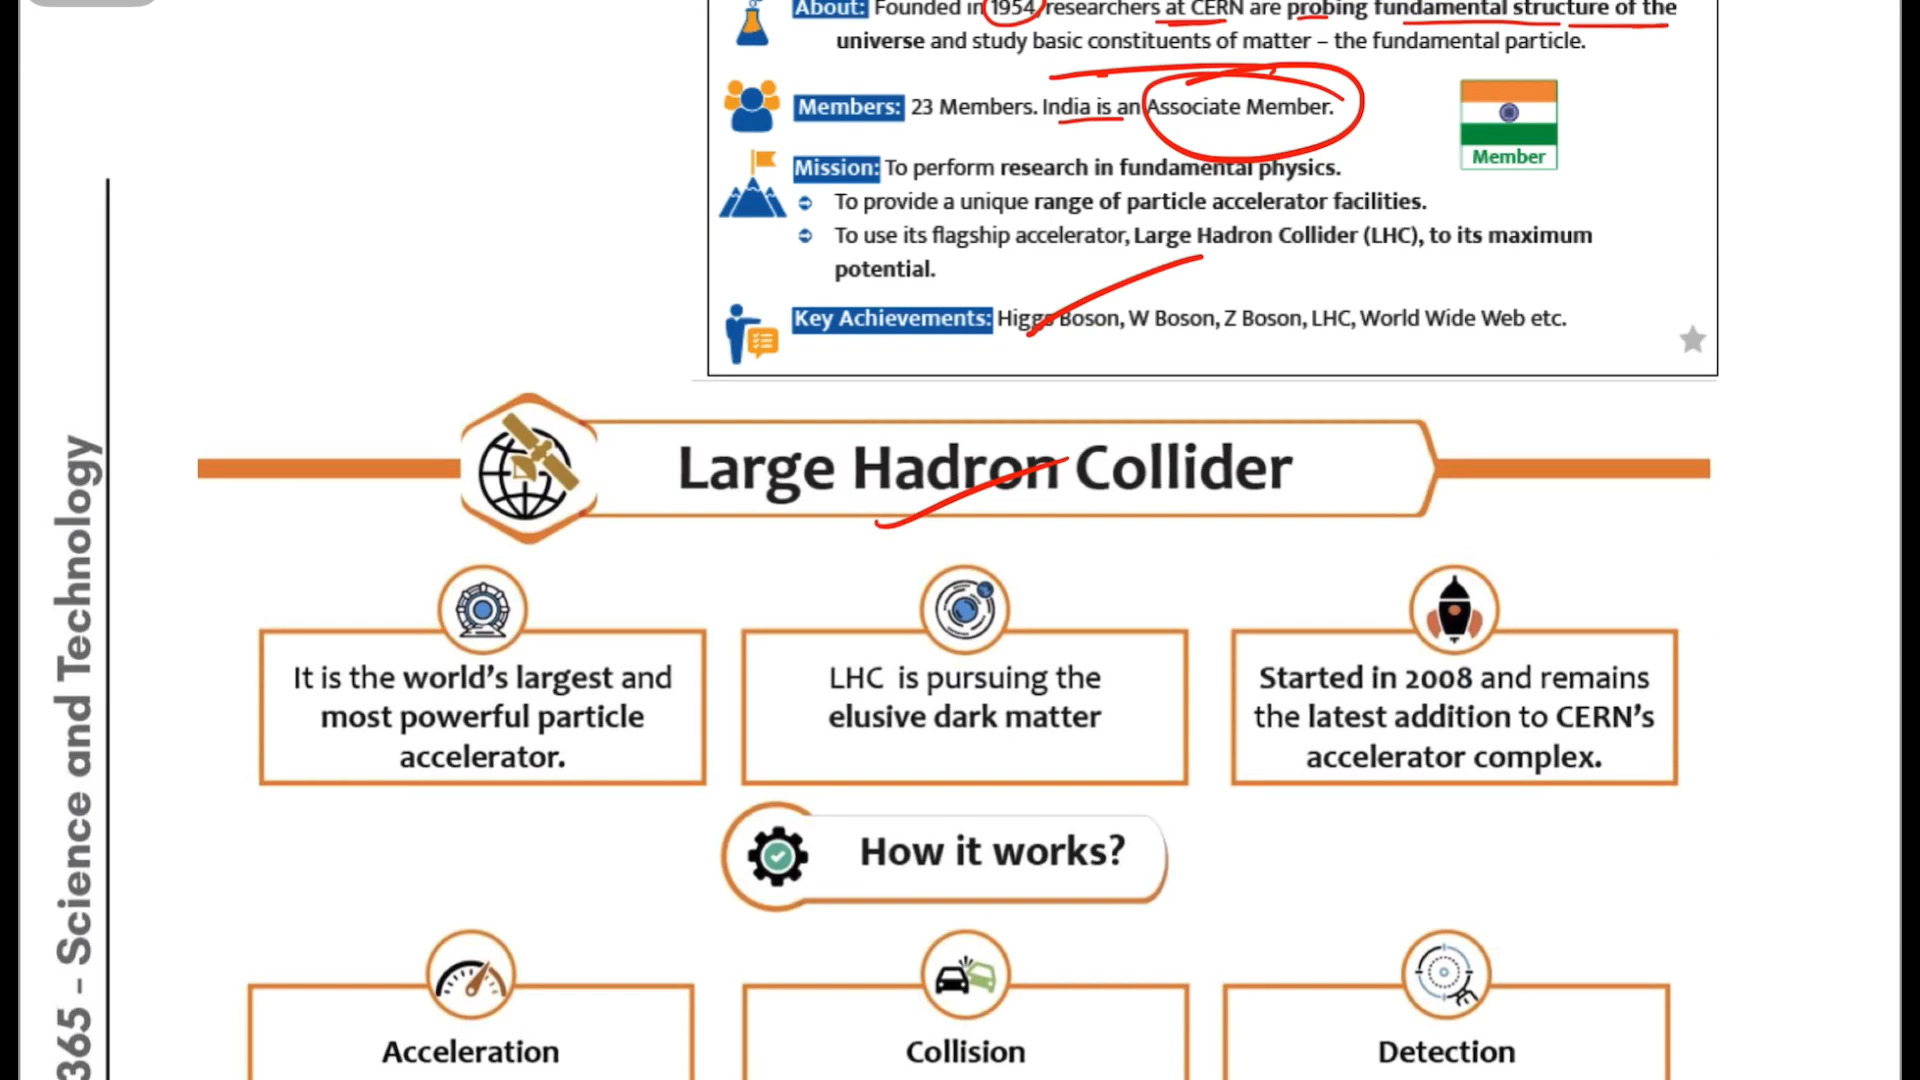 About: Founded in 1954, researchers at CERN are probing fundamental structure of the
universe and study basic constituents of matter – the fundamental particle.
Members: 23 Members. India is an Associate Member.
Member
Mission: To perform research in fundamental physics.
To provide a unique range of particle accelerator facilities.
To use its flagship accelerator, Large Hadron Collider (LHC), to its maximum
potential.
Key Achievements: Higgs Boson, W Boson, Z Boson, LHC, World Wide Web etc.
Large Hadron Collider
It is the world's largest and
most powerful particle
accelerator.
LHC is pursuing the
elusive dark matter
Started in 2008 and remains
the latest addition to CERN's
accelerator complex.
How it works?
Acceleration
Collision
Detection
365 – Science and Technology